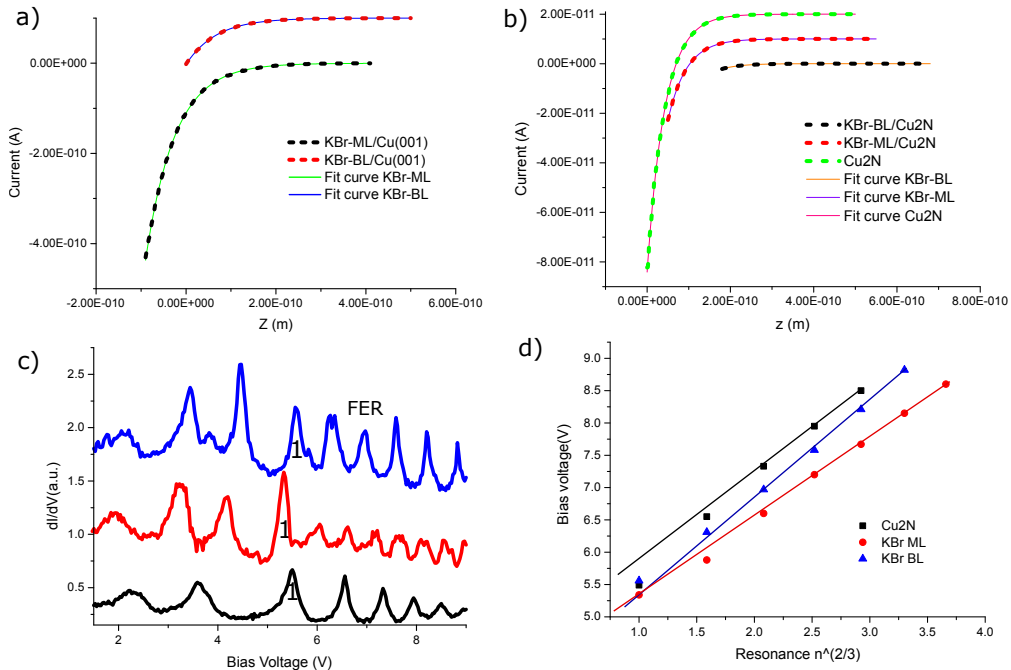 a)
0.00E+000
-2.00E-010
-4.00E-010
Current (A)
KBr-ML/Cu(001)
KBr-BL/Cu(001)
Fit curve KBr-ML
Fit curve KBr-BL
-2.00E-010
0.00E+000
2.00E-010
4.00E-010
6.00E-010
Z (m)
b)
2.00E-011
0.00E+000
-2.00E-011
-4.00E-011
-6.00E-011
-8.00E-011
Current (A)
KBr-BL/Cu2N
KBr-ML/Cu2N
Cu2N
Fit curve KBr-BL
Fit curve KBr-ML
Fit curve Cu2N
0.00E+000
2.00E-010
4.00E-010
6.00E-010
8.00E-010
z (m)
c)
2.5
2.0
1.5
1.0
0.5
dI/dV(a.u.)
FER
1
1
1
2
4
6
8
Bias Voltage (V)
d)
9.0
8.5
8.0
7.5
7.0
6.5
6.0
5.5
5.0
Bias voltage(V)
Cu2N
KBr ML
KBr BL
1.0
1.5
2.0
2.5
3.0
3.5
4.0
Resonance n^(2/3)